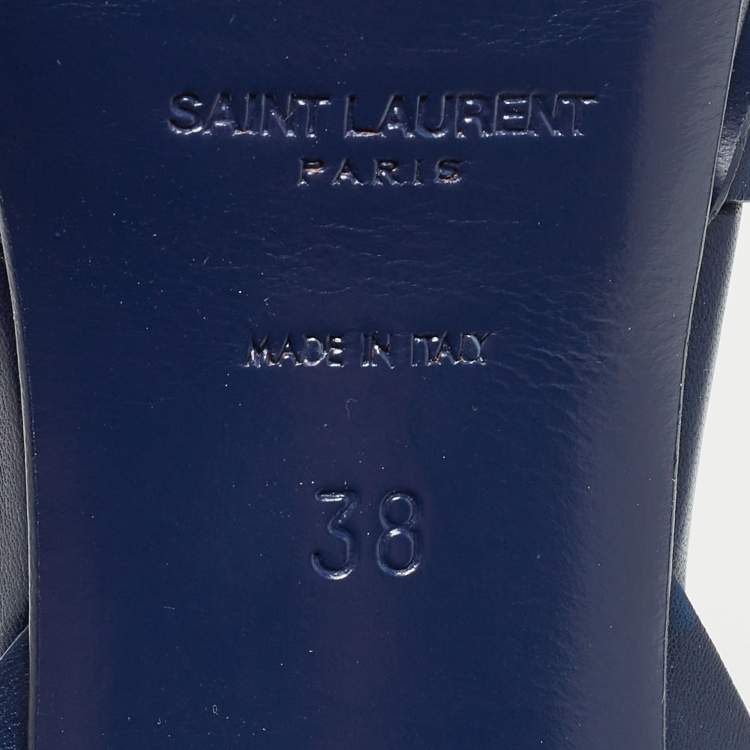 SAINT LAURENT
PARIS
MADE IN ITALY
38